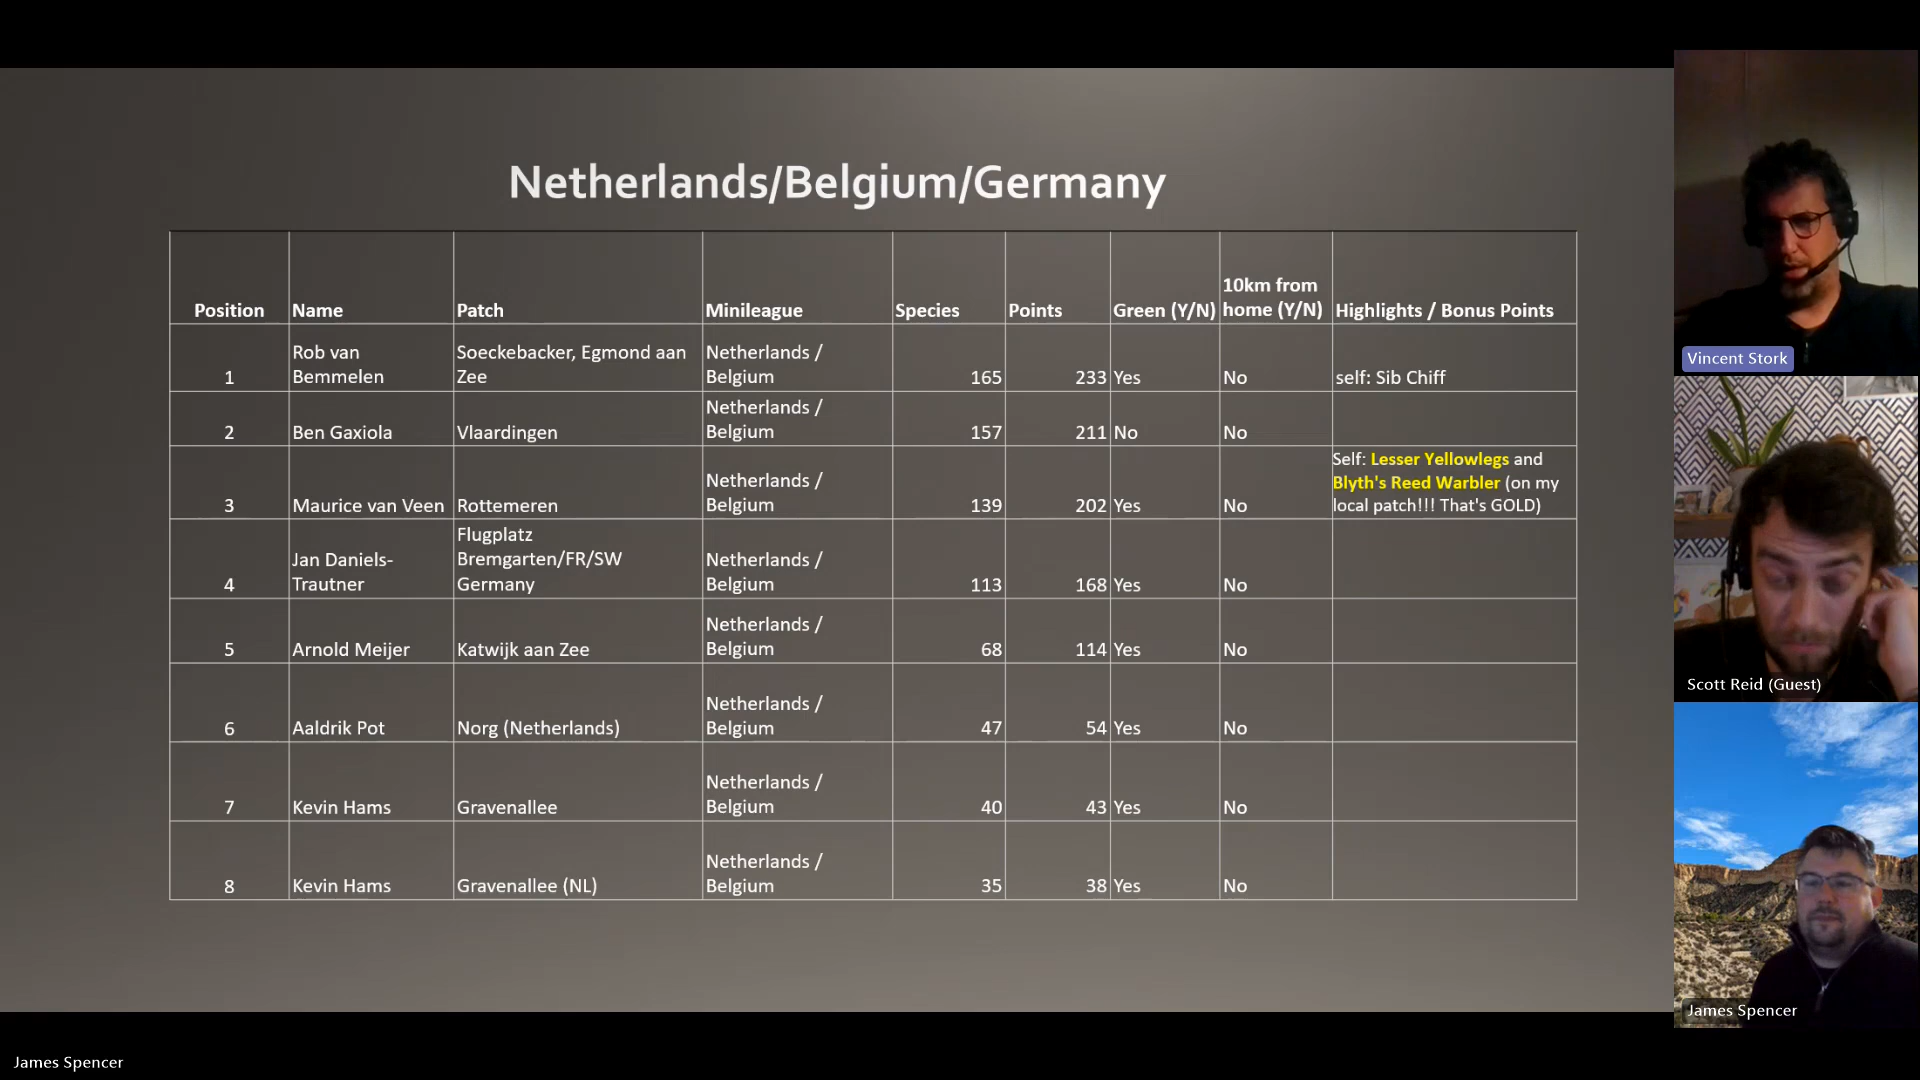 Netherlands/Belgium/Germany
Position Name Patch Minileague Species Points Green (Y/N) 10km from home (Y/N) Highlights / Bonus Points
1 Rob van Bemmelen Soeckebacker, Egmond aan Zee Netherlands / Belgium 165 233 Yes No self: Sib Chiff
2 Ben Gaxiola Vlaardingen Netherlands / Belgium 157 211 No No
3 Maurice van Veen Rottemeren Netherlands / Belgium 139 202 Yes No Self: Lesser Yellowlegs and Blyth's Reed Warbler (on my local patch!!! That's GOLD)
4 Jan Daniels-Trautner Flugplatz Bremgarten/FR/SW Germany Netherlands / Belgium 113 168 Yes No
5 Arnold Meijer Katwijk aan Zee Netherlands / Belgium 68 114 Yes No
6 Aaldrik Pot Norg (Netherlands) Netherlands / Belgium 47 54 Yes No
7 Kevin Hams Gravenallee Netherlands / Belgium 40 43 Yes No
8 Kevin Hams Gravenallee (NL) Netherlands / Belgium 35 38 Yes No
Vincent Stork
Scott Reid (Guest)
James Spencer
James Spencer